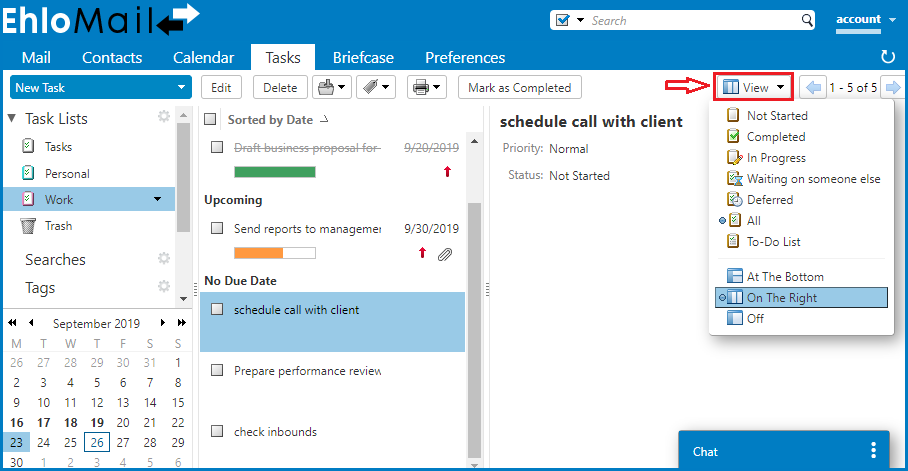 EhloMail
Search
account
Mail Contacts Calendar Tasks Briefcase Preferences
New Task
Edit Delete Mark as Completed View 1 - 5 of 5
Task Lists
Tasks
Personal
Work
Trash
Searches
Tags
September 2019
M T W T F S S
26 27 28 29 30 31 1
2 3 4 5 6 7 8
9 10 11 12 13 14 15
16 17 18 19 20 21 22
23 24 25 26 27 28 29
30 1 2 3 4 5 6
Sorted by Date
Draft business proposal for 9/20/2019
Upcoming
Send reports to managemen 9/30/2019
No Due Date
schedule call with client
Prepare performance review
check inbounds
schedule call with client
Priority: Normal
Status: Not Started
Not Started
Completed
In Progress
Waiting on someone else
Deferred
All
To-Do List
At The Bottom
On The Right
Off
Chat